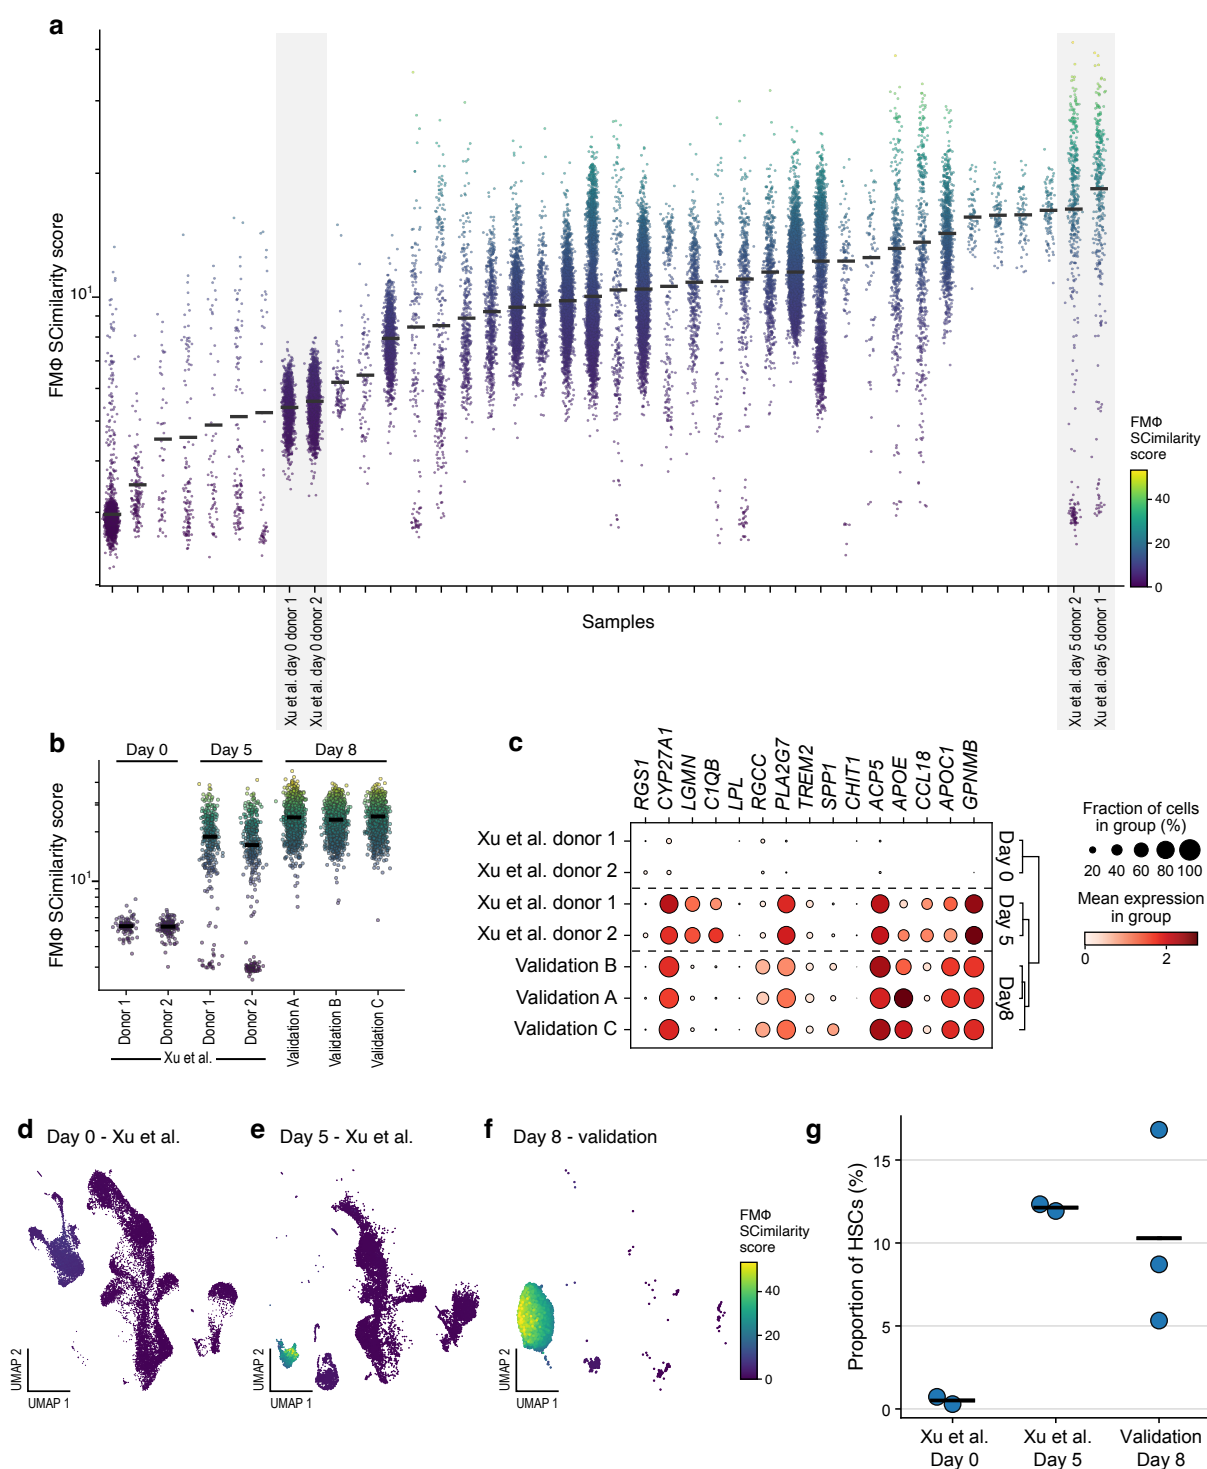 a
FMΦ SCimilarity score
10¹
FMΦ
SCimilarity
score
40
20
0
Samples
Xu et al. day 0 donor 1
Xu et al. day 0 donor 2
Xu et al. day 5 donor 2
Xu et al. day 5 donor 1
b
Day 0
Day 5
Day 8
FMΦ SCimilarity score
10¹
Donor 1
Donor 2
Donor 1
Donor 2
Validation A
Validation B
Validation C
Xu et al.
c
RGS1
CYP27A1
LGMN
C1QB
LPL
RGCC
PLA2G7
TREM2
SPP1
CHIT1
ACP5
APOE
CCL18
APOC1
GPNMB
Xu et al. donor 1
Xu et al. donor 2
Xu et al. donor 1
Xu et al. donor 2
Validation B
Validation A
Validation C
Day 0
Day 5
Day8
Fraction of cells
in group (%)
20 40 60 80 100
Mean expression
in group
0 2
d
Day 0 - Xu et al.
UMAP 2
UMAP 1
e
Day 5 - Xu et al.
UMAP 2
UMAP 1
f
Day 8 - validation
UMAP 2
UMAP 1
FMΦ
SCimilarity
score
40
20
0
g
Proportion of HSCs (%)
15
10
5
0
Xu et al.
Day 0
Xu et al.
Day 5
Validation
Day 8